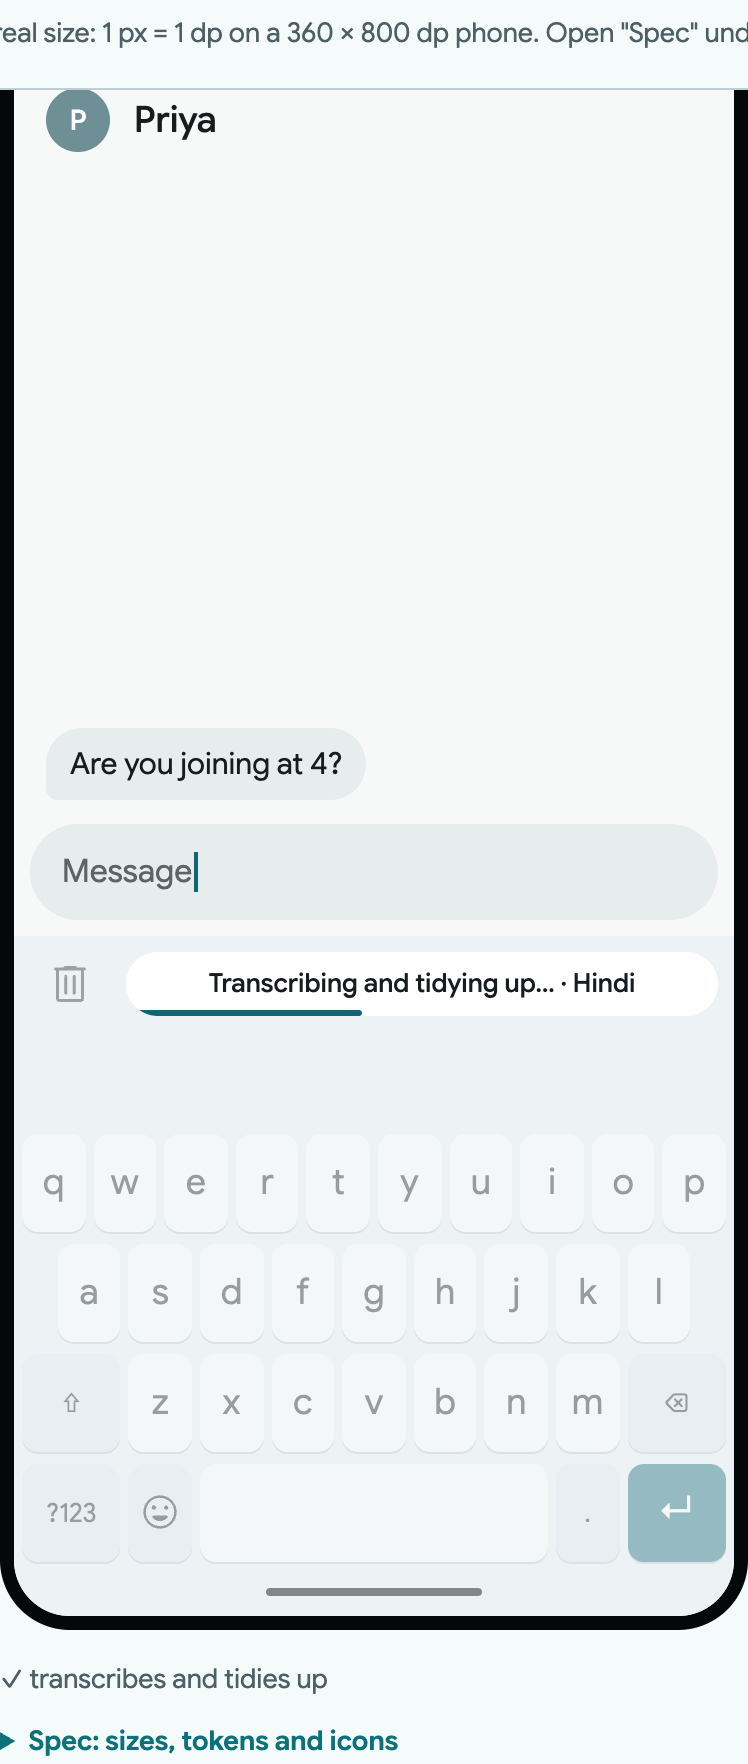 real size: 1 px = 1 dp on a 360 × 800 dp phone. Open "Spec" und
P Priya
Are you joining at 4?
Message
Transcribing and tidying up... · Hindi
q w e r t y u i o p
a s d f g h j k l
z x c v b n m
?123 .
✓ transcribes and tidies up
▶ Spec: sizes, tokens and icons